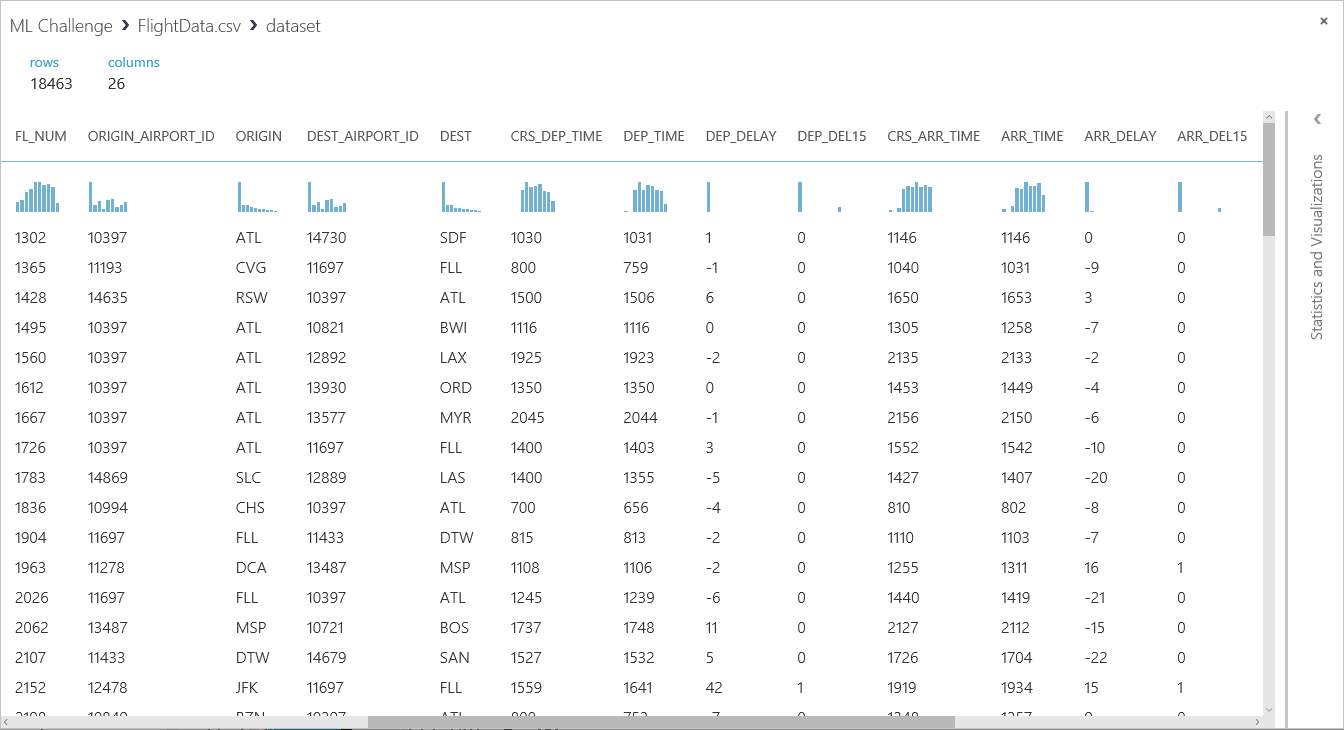 ML Challenge > FlightData.csv > dataset
×
rows columns
18463 26
FL_NUM ORIGIN_AIRPORT_ID ORIGIN DEST_AIRPORT_ID DEST CRS_DEP_TIME DEP_TIME DEP_DELAY DEP_DEL15 CRS_ARR_TIME ARR_TIME ARR_DELAY ARR_DEL15
1302 10397 ATL 14730 SDF 1030 1031 1 0 1146 1146 0 0
1365 11193 CVG 11697 FLL 800 759 -1 0 1040 1031 -9 0
1428 14635 RSW 10397 ATL 1500 1506 6 0 1650 1653 3 0
1495 10397 ATL 10821 BWI 1116 1116 0 0 1305 1258 -7 0
1560 10397 ATL 12892 LAX 1925 1923 -2 0 2135 2133 -2 0
1612 10397 ATL 13930 ORD 1350 1350 0 0 1453 1449 -4 0
1667 10397 ATL 13577 MYR 2045 2044 -1 0 2156 2150 -6 0
1726 10397 ATL 11697 FLL 1400 1403 3 0 1552 1542 -10 0
1783 14869 SLC 12889 LAS 1400 1355 -5 0 1427 1407 -20 0
1836 10994 CHS 10397 ATL 700 656 -4 0 810 802 -8 0
1904 11697 FLL 11433 DTW 815 813 -2 0 1110 1103 -7 0
1963 11278 DCA 13487 MSP 1108 1106 -2 0 1255 1311 16 1
2026 11697 FLL 10397 ATL 1245 1239 -6 0 1440 1419 -21 0
2062 13487 MSP 10721 BOS 1737 1748 11 0 2127 2112 -15 0
2107 11433 DTW 14679 SAN 1527 1532 5 0 1726 1704 -22 0
2152 12478 JFK 11697 FLL 1559 1641 42 1 1919 1934 15 1
Statistics and Visualizations